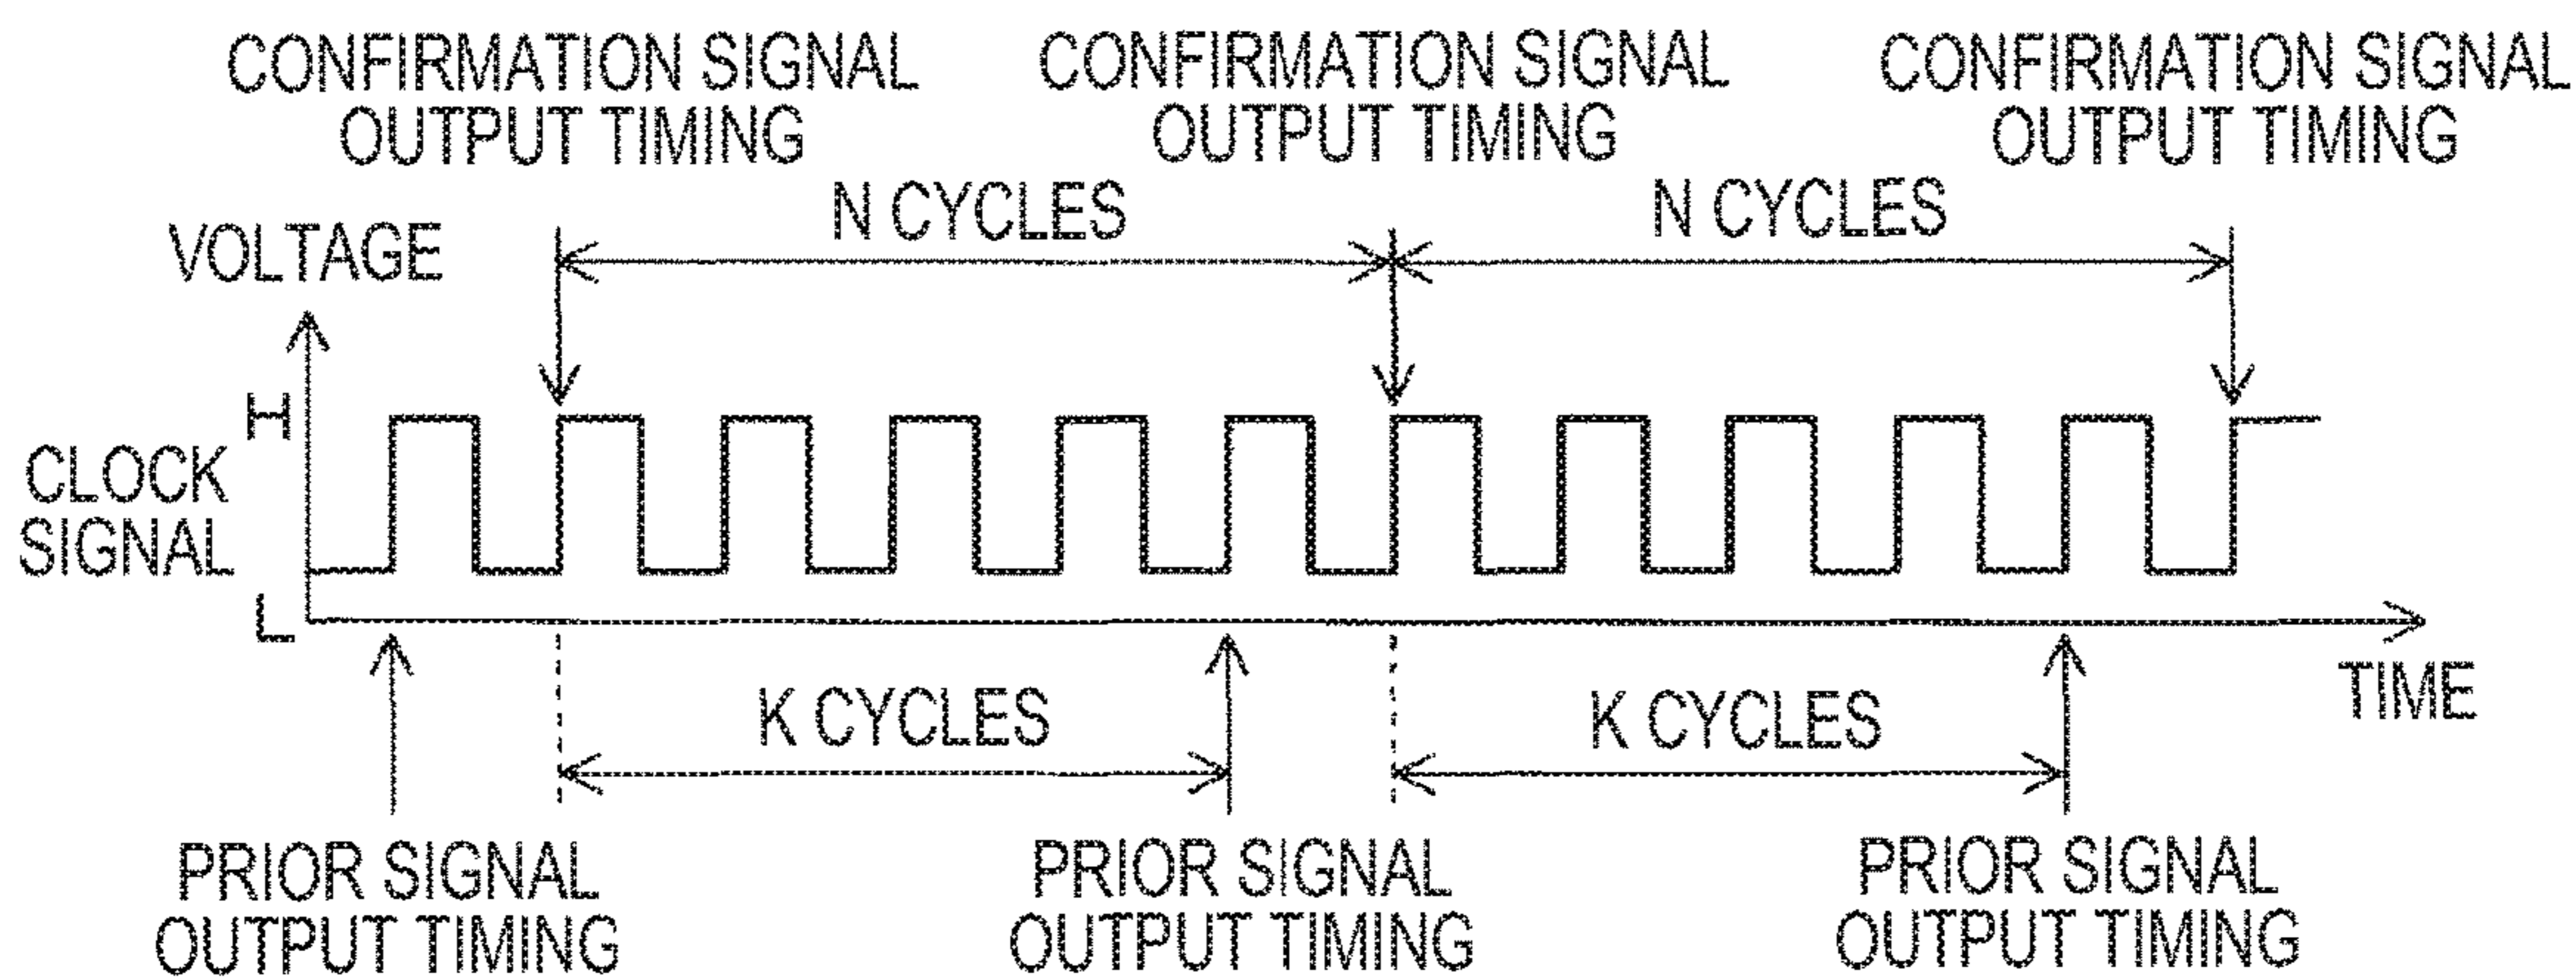 CONFIRMATION SIGNAL
OUTPUT TIMING
CONFIRMATION SIGNAL
OUTPUT TIMING
CONFIRMATION SIGNAL
OUTPUT TIMING
N CYCLES
N CYCLES
VOLTAGE
H
CLOCK
SIGNAL
L
TIME
K CYCLES
K CYCLES
PRIOR SIGNAL
OUTPUT TIMING
PRIOR SIGNAL
OUTPUT TIMING
PRIOR SIGNAL
OUTPUT TIMING